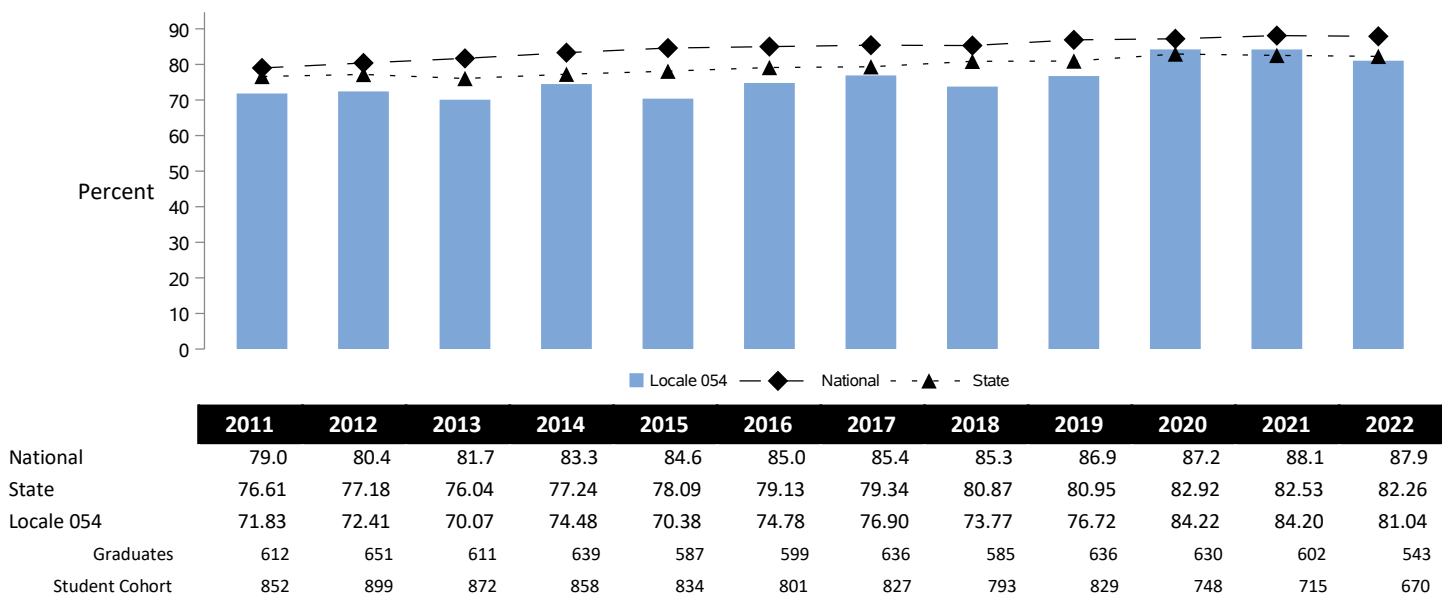 90
80
70
60
50
Percent
40
30
20
10
0
Locale 054 National State
2011 2012 2013 2014 2015 2016 2017 2018 2019 2020 2021 2022
National 79.0 80.4 81.7 83.3 84.6 85.0 85.4 85.3 86.9 87.2 88.1 87.9
State 76.61 77.18 76.04 77.24 78.09 79.13 79.34 80.87 80.95 82.92 82.53 82.26
Locale 054 71.83 72.41 70.07 74.48 70.38 74.78 76.90 73.77 76.72 84.22 84.20 81.04
Graduates 612 651 611 639 587 599 636 585 636 630 602 543
Student Cohort 852 899 872 858 834 801 827 793 829 748 715 670